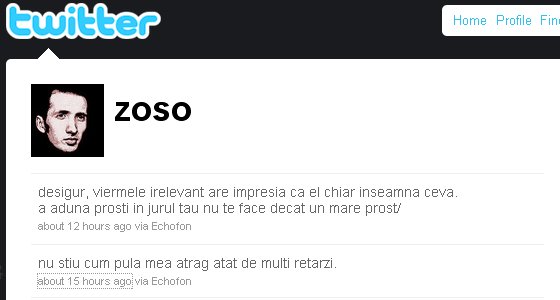 twitter
Home Profile Fin
zoso
desigur, viermele irelevant are impresia ca el chiar inseamna ceva.
a aduna prosti in jurul tau nu te face decat un mare prost/
about 12 hours ago via Echofon
nu stiu cum pula mea atrag atat de multi retarzi.
about 15 hours ago via Echofon